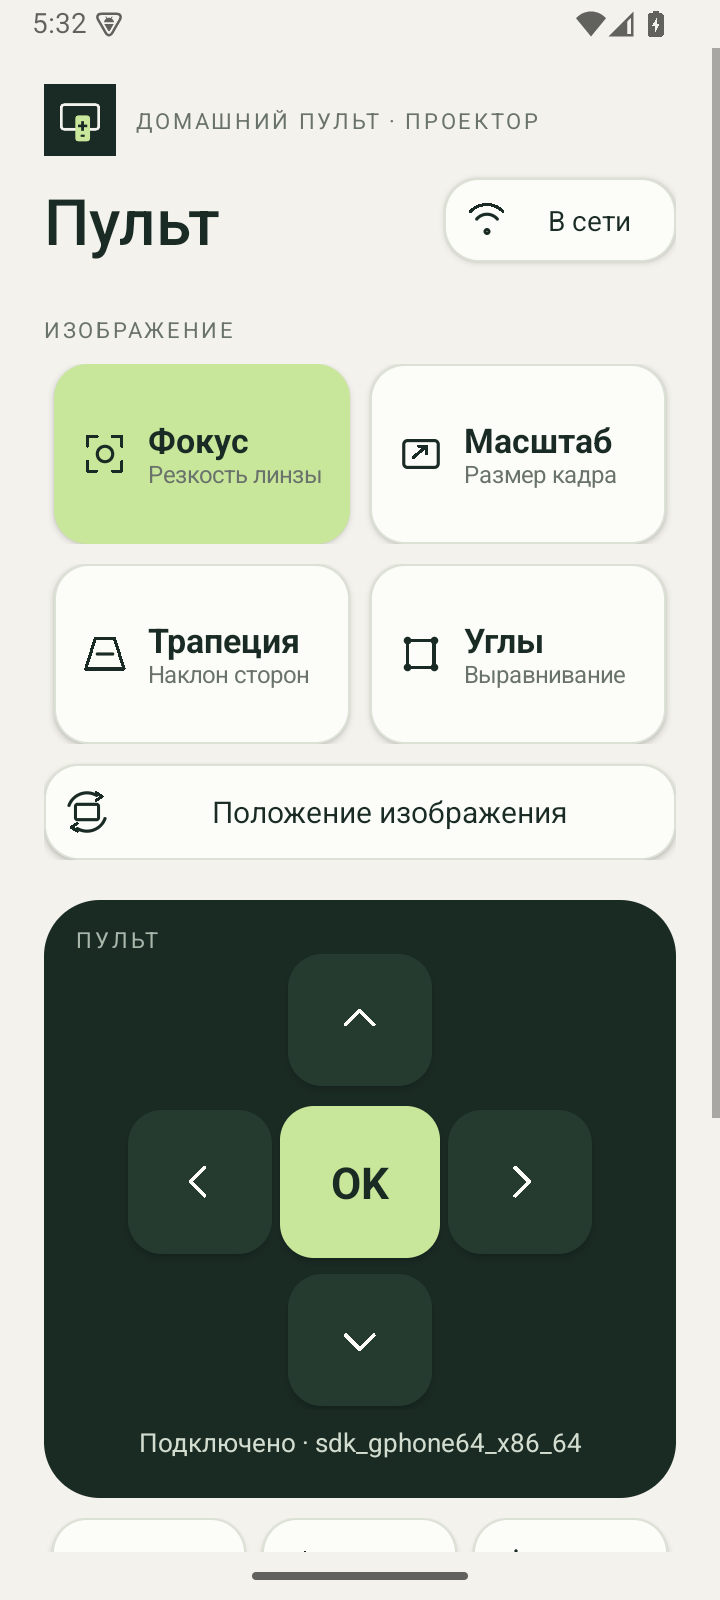 5:32
ДОМАШНИЙ ПУЛЬТ · ПРОЕКТОР
Пульт
В сети
ИЗОБРАЖЕНИЕ
Фокус
Резкость линзы
Масштаб
Размер кадра
Трапеция
Наклон сторон
Углы
Выравнивание
Положение изображения
ПУЛЬТ
OK
Подключено · sdk_gphone64_x86_64